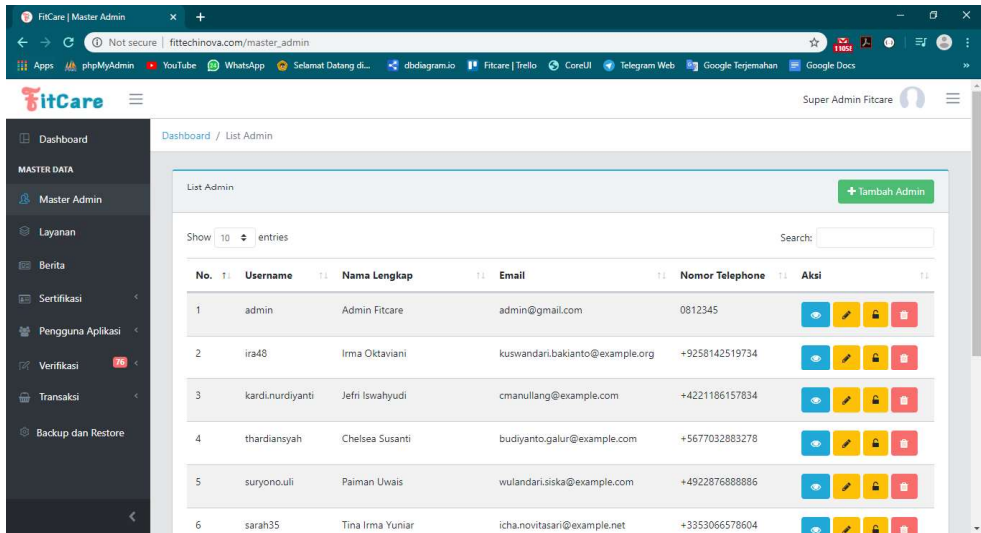 FitCare | Master Admin
Not secure | fittechinova.com/master_admin
1105!
Apps phpMyAdmin YouTube WhatsApp Selamat Datang di... dbdiagram.io Fitcare | Trello CoreUI Telegram Web Google Terjemahan Google Docs
FitCare
Super Admin Fitcare
Dashboard
Dashboard / List Admin
MASTER DATA
Master Admin
Layanan
Berita
Sertifikasi
Pengguna Aplikasi
Verifikasi 76
Transaksi
Backup dan Restore
List Admin
Tambah Admin
Show 10 entries
Search:
No. Username Nama Lengkap Email Nomor Telephone Aksi
1 admin Admin Fitcare admin@gmail.com 0812345
2 ira48 Irma Oktaviani kuswandari.bakianto@example.org +9258142519734
3 kardi.nurdiyanti Jefri Iswahyudi cmanullang@example.com +4221186157834
4 thardiansyah Chelsea Susanti budiyanto.galur@example.com +5677032883278
5 suryono.uli Paiman Uwais wulandari.siska@example.com +4922876888886
6 sarah35 Tina Irma Yuniar icha.novitasari@example.net +3353066578604